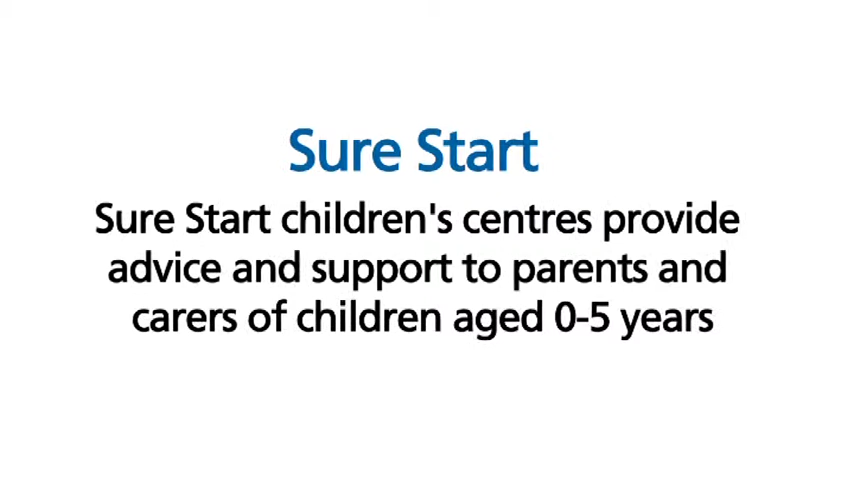 Sure Start
Sure Start children's centres provide
advice and support to parents and
carers of children aged 0-5 years